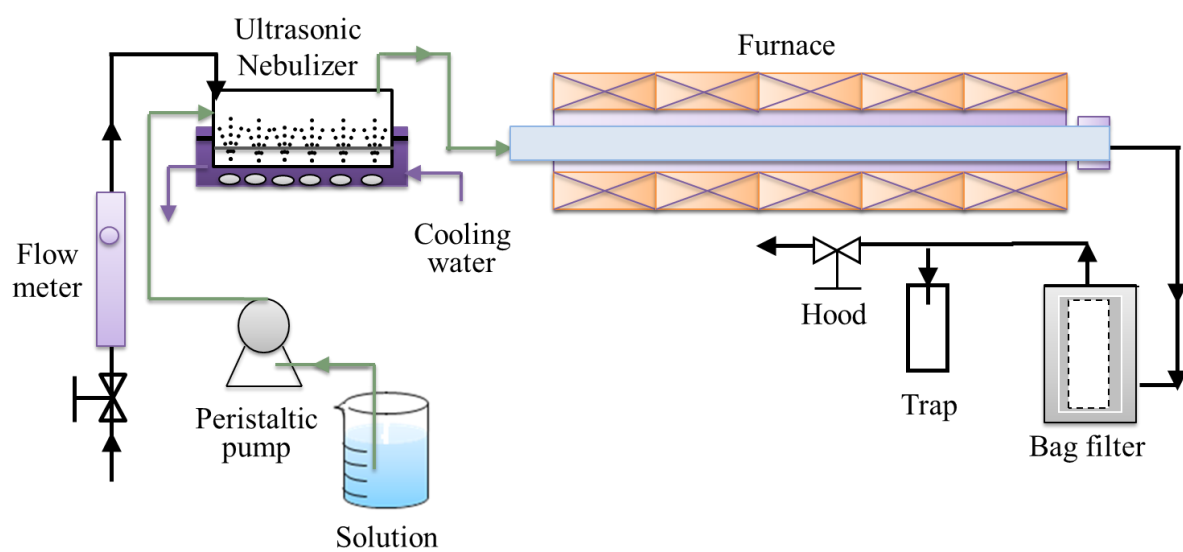 Ultrasonic
Nebulizer
Furnace
Flow
meter
Cooling
water
Hood
Peristaltic
pump
Trap
Bag filter
Solution